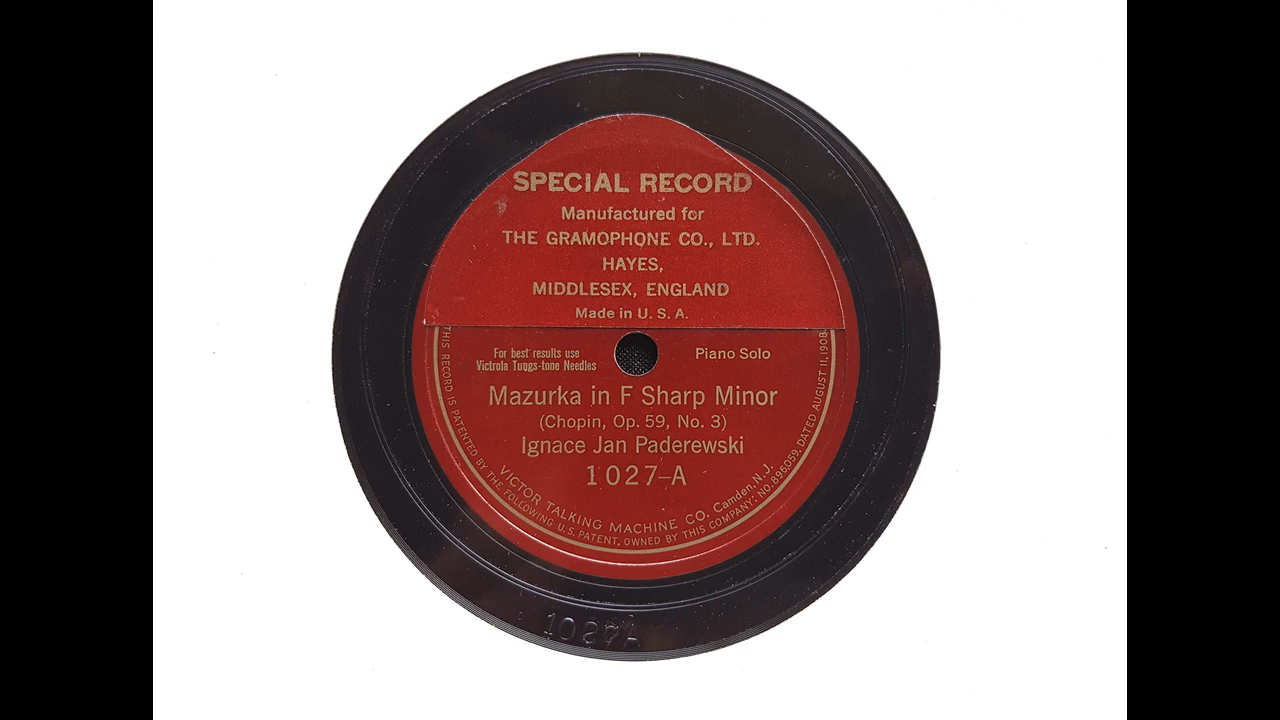 SPECIAL RECORD
Manufactured for
THE GRAMOPHONE CO., LTD.
HAYES,
MIDDLESEX, ENGLAND
Made in U. S. A.
For best results use
Victrola Tungs-tone Needles
Piano Solo
Mazurka in F Sharp Minor
(Chopin, Op. 59, No. 3)
Ignace Jan Paderewski
1027-A
VICTOR TALKING MACHINE CO. Camden, N.J.
THIS RECORD IS PATENTED BY THE FOLLOWING U.S. PATENT, OWNED BY THIS COMPANY: No. 896,059, DATED AUGUST 11, 1908
1027A